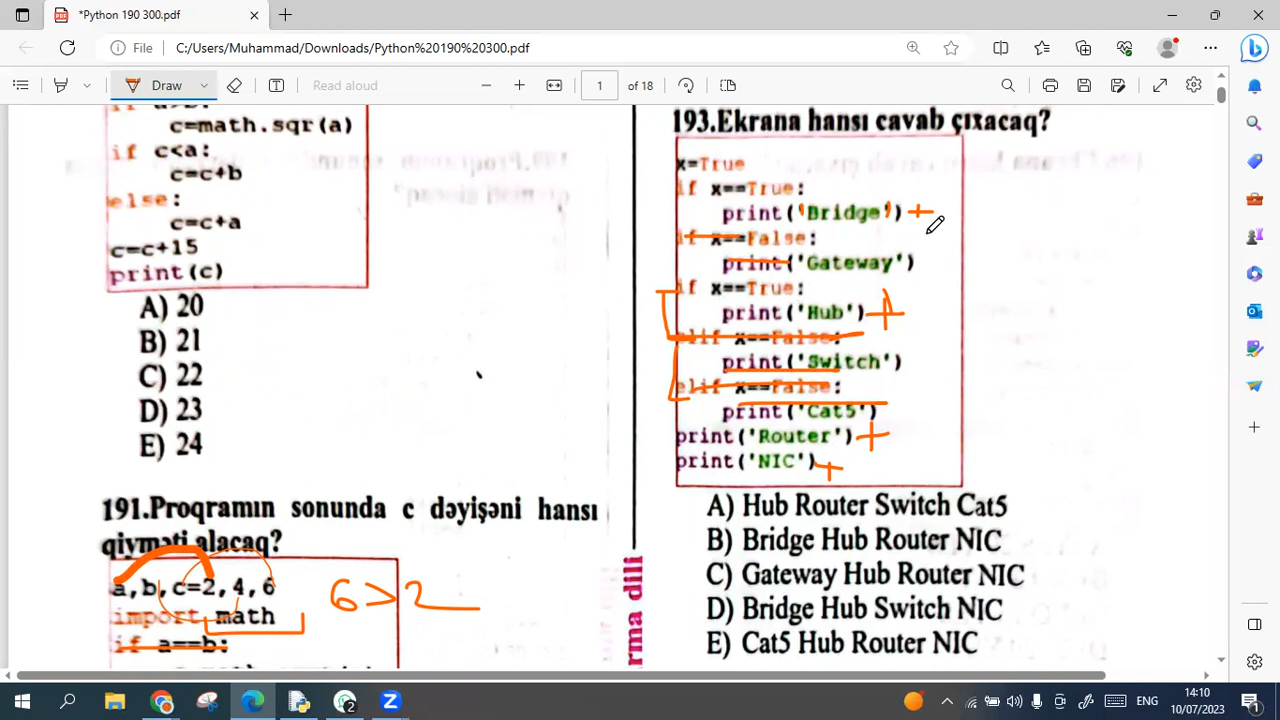 *Python 190 300.pdf
File C:/Users/Muhammad/Downloads/Python%20190%20300.pdf
Draw Read aloud 1 of 18
c=math.sqr(a)
if c<a:
c=c+b
else:
c=c+a
c=c+15
print(c)
A) 20
B) 21
C) 22
D) 23
E) 24
191.Proqramın sonunda c dəyişəni hansı
qiyməti alacaq?
a,b,c=2,4,6
import math
if a==b:
6>2
193.Ekrana hansı cavab çıxacaq?
x=True
if x==True:
print('Bridge')
if x==False:
print('Gateway')
if x==True:
print('Hub')
elif x==False:
print('Switch')
elif x==False:
print('Cat5')
print('Router')
print('NIC')
A) Hub Router Switch Cat5
B) Bridge Hub Router NIC
C) Gateway Hub Router NIC
D) Bridge Hub Switch NIC
E) Cat5 Hub Router NIC
rma dili
ENG
14:10
10/07/2023